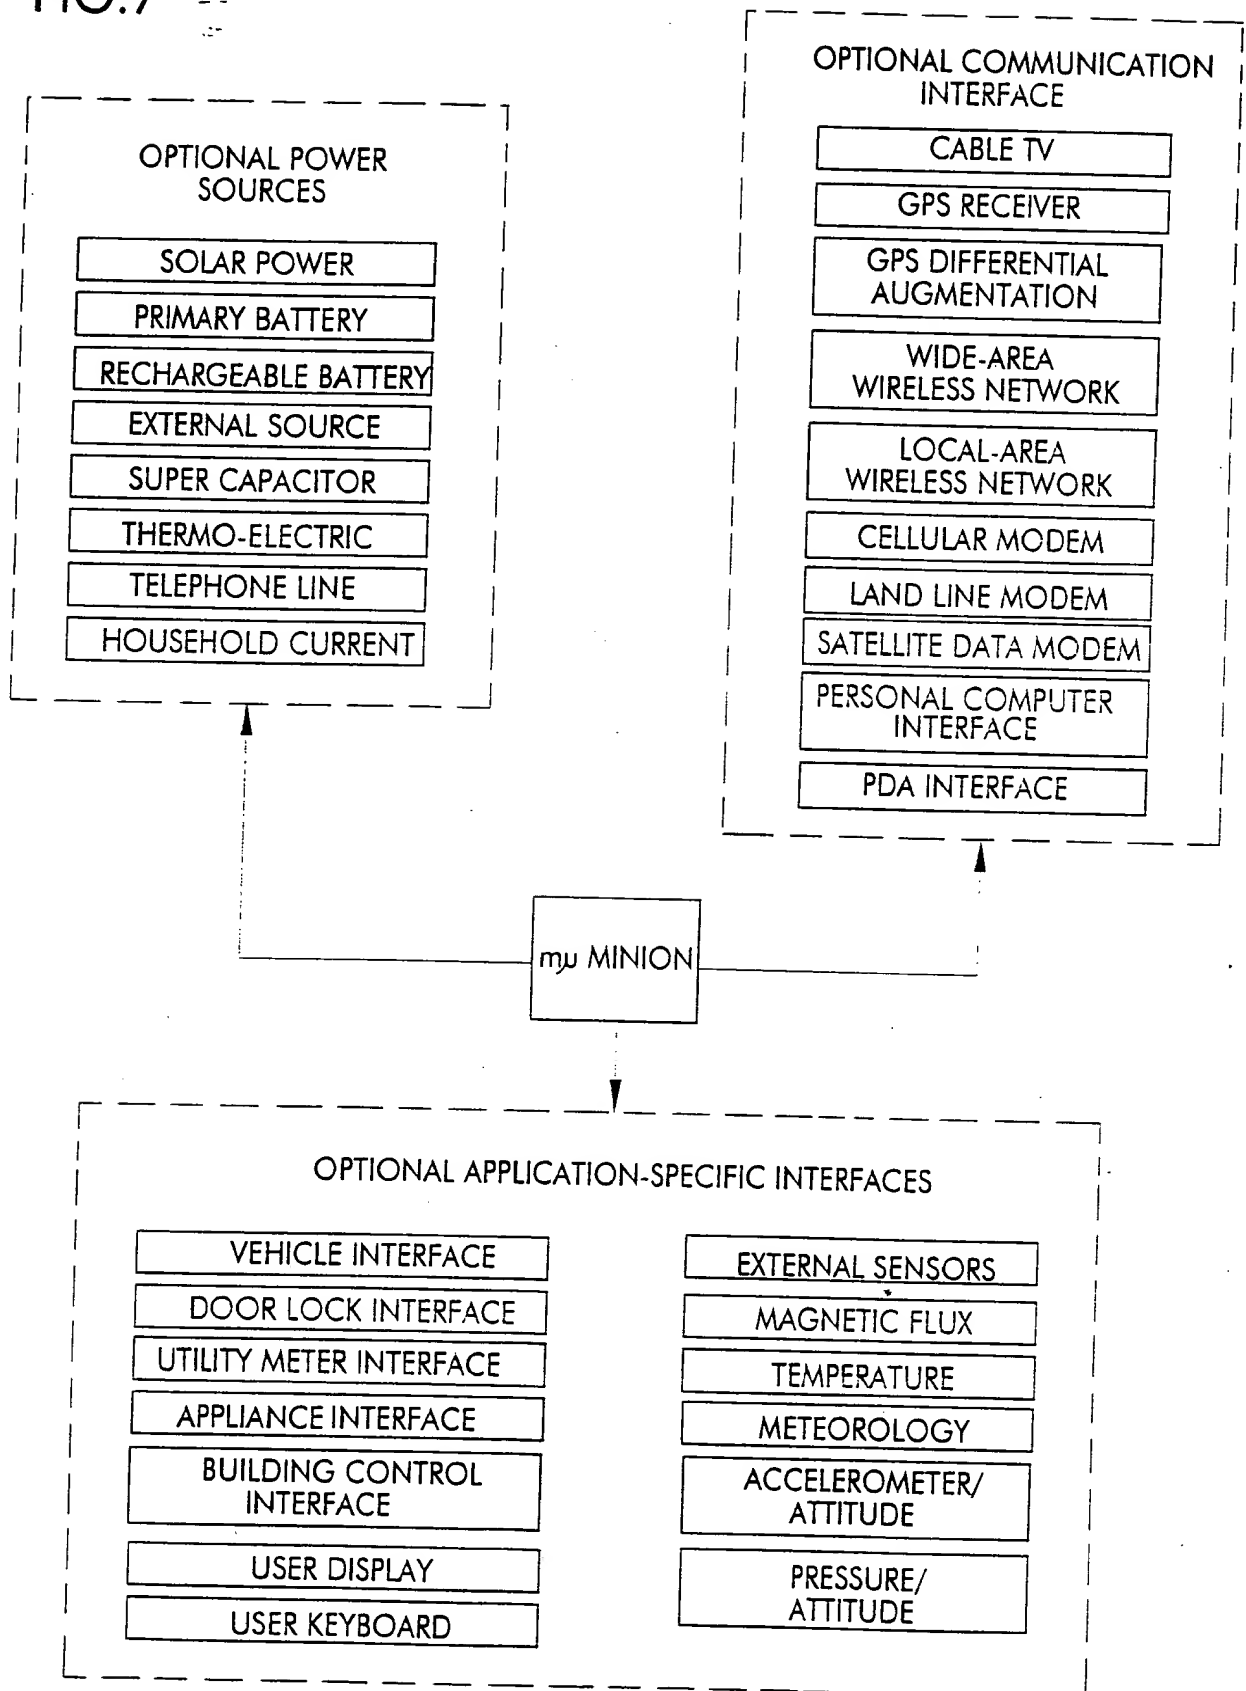 FIG.7
OPTIONAL POWER
SOURCES
SOLAR POWER
PRIMARY BATTERY
RECHARGEABLE BATTERY
EXTERNAL SOURCE
SUPER CAPACITOR
THERMO-ELECTRIC
TELEPHONE LINE
HOUSEHOLD CURRENT
OPTIONAL COMMUNICATION
INTERFACE
CABLE TV
GPS RECEIVER
GPS DIFFERENTIAL
AUGMENTATION
WIDE-AREA
WIRELESS NETWORK
LOCAL-AREA
WIRELESS NETWORK
CELLULAR MODEM
LAND LINE MODEM
SATELLITE DATA MODEM
PERSONAL COMPUTER
INTERFACE
PDA INTERFACE
mμ MINION
OPTIONAL APPLICATION-SPECIFIC INTERFACES
VEHICLE INTERFACE
DOOR LOCK INTERFACE
UTILITY METER INTERFACE
APPLIANCE INTERFACE
BUILDING CONTROL
INTERFACE
USER DISPLAY
USER KEYBOARD
EXTERNAL SENSORS
MAGNETIC FLUX
TEMPERATURE
METEOROLOGY
ACCELEROMETER/
ATTITUDE
PRESSURE/
ATTITUDE